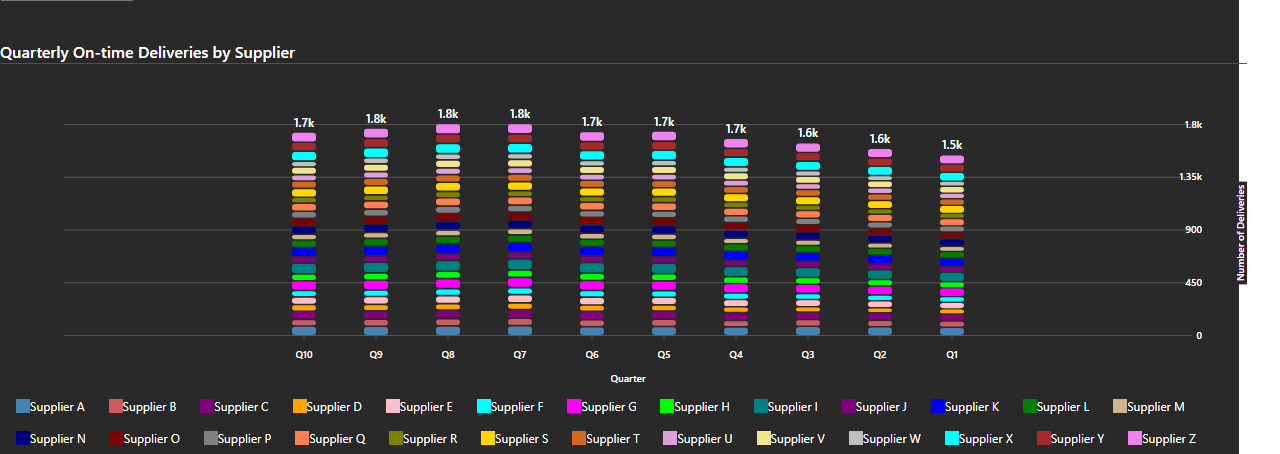 Quarterly On-time Deliveries by Supplier
1.7k 1.8k 1.8k 1.8k 1.7k 1.7k 1.7k 1.6k 1.6k 1.5k
1.8k
1.35k
900
450
0
Number of Deliveries
Q10 Q9 Q8 Q7 Q6 Q5 Q4 Q3 Q2 Q1
Quarter
Supplier A Supplier B Supplier C Supplier D Supplier E Supplier F Supplier G Supplier H Supplier I Supplier J Supplier K Supplier L Supplier M
Supplier N Supplier O Supplier P Supplier Q Supplier R Supplier S Supplier T Supplier U Supplier V Supplier W Supplier X Supplier Y Supplier Z